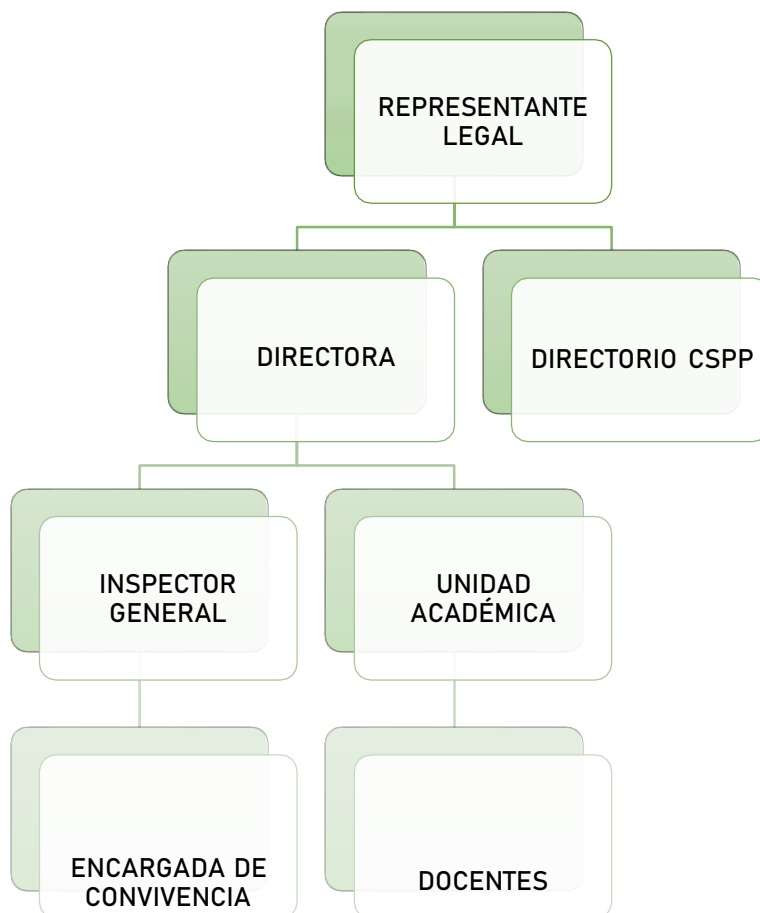 REPRESENTANTE
LEGAL
DIRECTORA
DIRECTORIO CSPP
INSPECTOR
GENERAL
UNIDAD
ACADÉMICA
ENCARGADA DE
CONVIVENCIA
DOCENTES